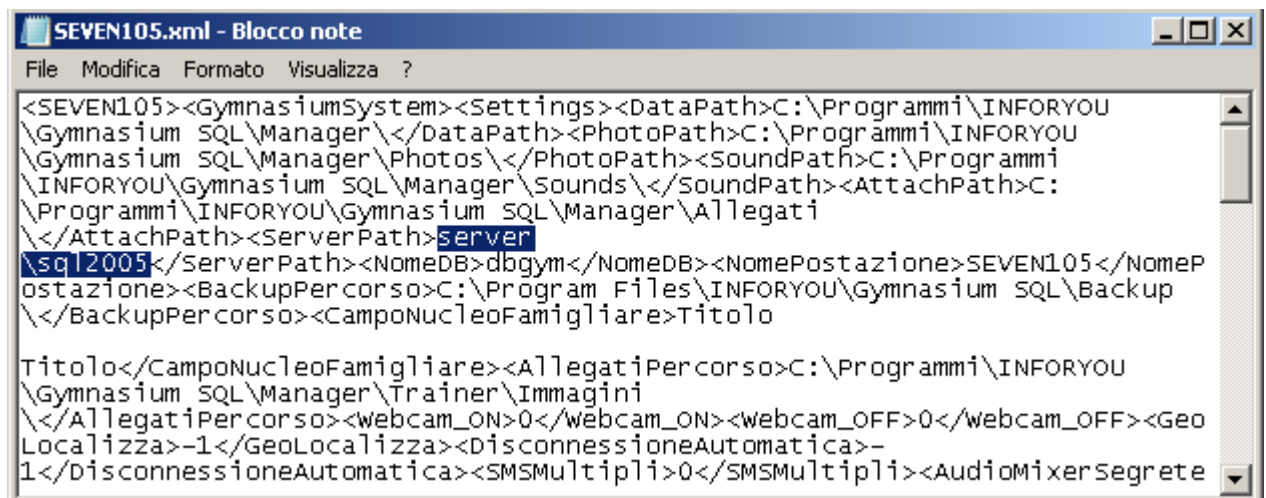 SEVEN105.xml - Blocco note
File Modifica Formato Visualizza ?
<SEVEN105><GymnasiumSystem><Settings><DataPath>C:\Programmi\INFORYOU
\Gymnasium SQL\Manager\</DataPath><PhotoPath>C:\Programmi\INFORYOU
\Gymnasium SQL\Manager\Photos\</PhotoPath><SoundPath>C:\Programmi
\INFORYOU\Gymnasium SQL\Manager\Sounds\</SoundPath><AttachPath>C:
\Programmi\INFORYOU\Gymnasium SQL\Manager\Allegati
\</AttachPath><ServerPath>server
\sql2005</ServerPath><NomeDB>dbgym</NomeDB><NomePostazione>SEVEN105</NomeP
ostazione><BackupPercorso>C:\Program Files\INFORYOU\Gymnasium SQL\Backup
\</BackupPercorso><CampoNucleoFamigliare>Titolo
Titolo</CampoNucleoFamigliare><AllegatiPercorso>C:\Programmi\INFORYOU
\Gymnasium SQL\Manager\Trainer\Immagini
\</AllegatiPercorso><Webcam_ON>0</Webcam_ON><Webcam_OFF>0</Webcam_OFF><Geo
Localizza>-1</GeoLocalizza><DisconnessioneAutomatica>-
1</DisconnessioneAutomatica><SMSMultipli>0</SMSMultipli><AudioMixerSegrete